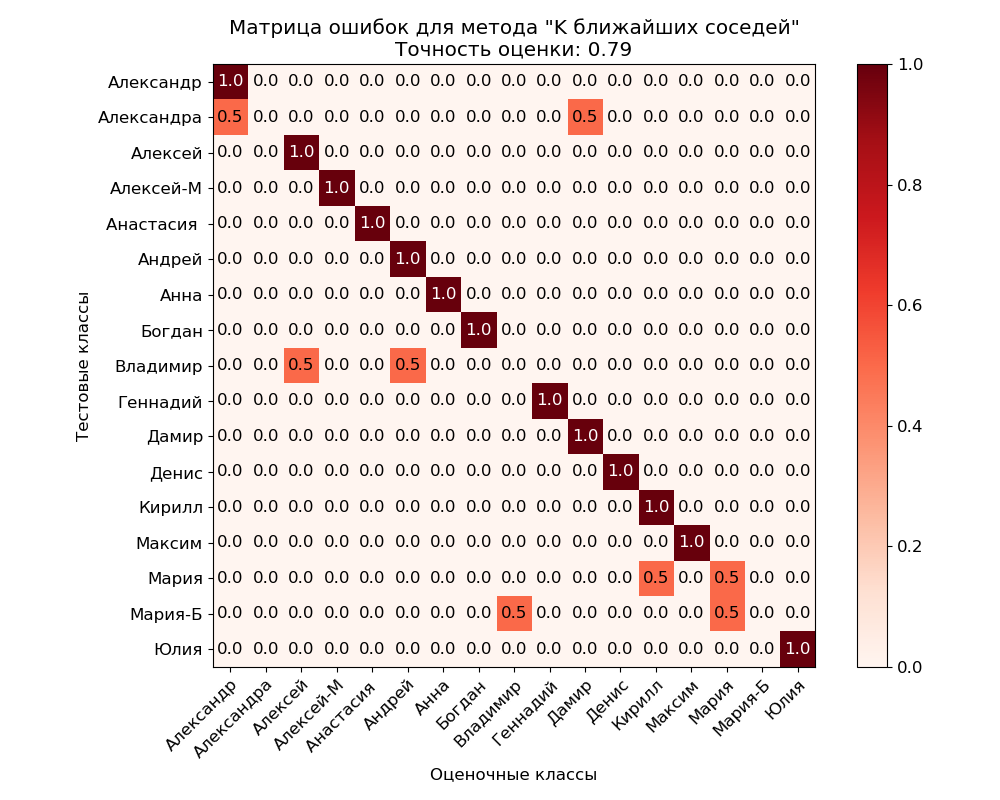 Матрица ошибок для метода "K ближайших соседей"
Точность оценки: 0.79
Александр 1.0 0.0 0.0 0.0 0.0 0.0 0.0 0.0 0.0 0.0 0.0 0.0 0.0 0.0 0.0 0.0 0.0
Александра 0.5 0.0 0.0 0.0 0.0 0.0 0.0 0.0 0.0 0.0 0.5 0.0 0.0 0.0 0.0 0.0 0.0
Алексей 0.0 0.0 1.0 0.0 0.0 0.0 0.0 0.0 0.0 0.0 0.0 0.0 0.0 0.0 0.0 0.0 0.0
Алексей-М 0.0 0.0 0.0 1.0 0.0 0.0 0.0 0.0 0.0 0.0 0.0 0.0 0.0 0.0 0.0 0.0 0.0
Анастасия 0.0 0.0 0.0 0.0 1.0 0.0 0.0 0.0 0.0 0.0 0.0 0.0 0.0 0.0 0.0 0.0 0.0
Андрей 0.0 0.0 0.0 0.0 0.0 1.0 0.0 0.0 0.0 0.0 0.0 0.0 0.0 0.0 0.0 0.0 0.0
Анна 0.0 0.0 0.0 0.0 0.0 0.0 1.0 0.0 0.0 0.0 0.0 0.0 0.0 0.0 0.0 0.0 0.0
Богдан 0.0 0.0 0.0 0.0 0.0 0.0 0.0 1.0 0.0 0.0 0.0 0.0 0.0 0.0 0.0 0.0 0.0
Владимир 0.0 0.0 0.5 0.0 0.0 0.5 0.0 0.0 0.0 0.0 0.0 0.0 0.0 0.0 0.0 0.0 0.0
Геннадий 0.0 0.0 0.0 0.0 0.0 0.0 0.0 0.0 0.0 1.0 0.0 0.0 0.0 0.0 0.0 0.0 0.0
Дамир 0.0 0.0 0.0 0.0 0.0 0.0 0.0 0.0 0.0 0.0 1.0 0.0 0.0 0.0 0.0 0.0 0.0
Денис 0.0 0.0 0.0 0.0 0.0 0.0 0.0 0.0 0.0 0.0 0.0 1.0 0.0 0.0 0.0 0.0 0.0
Кирилл 0.0 0.0 0.0 0.0 0.0 0.0 0.0 0.0 0.0 0.0 0.0 0.0 1.0 0.0 0.0 0.0 0.0
Максим 0.0 0.0 0.0 0.0 0.0 0.0 0.0 0.0 0.0 0.0 0.0 0.0 0.0 1.0 0.0 0.0 0.0
Мария 0.0 0.0 0.0 0.0 0.0 0.0 0.0 0.0 0.0 0.0 0.0 0.0 0.5 0.0 0.5 0.0 0.0
Мария-Б 0.0 0.0 0.0 0.0 0.0 0.0 0.0 0.0 0.5 0.0 0.0 0.0 0.0 0.0 0.5 0.0 0.0
Юлия 0.0 0.0 0.0 0.0 0.0 0.0 0.0 0.0 0.0 0.0 0.0 0.0 0.0 0.0 0.0 0.0 1.0
Тестовые классы
Александр Александра Алексей Алексей-М Анастасия Андрей Анна Богдан Владимир Геннадий Дамир Денис Кирилл Максим Мария Мария-Б Юлия
Оценочные классы
1.0
0.8
0.6
0.4
0.2
0.0